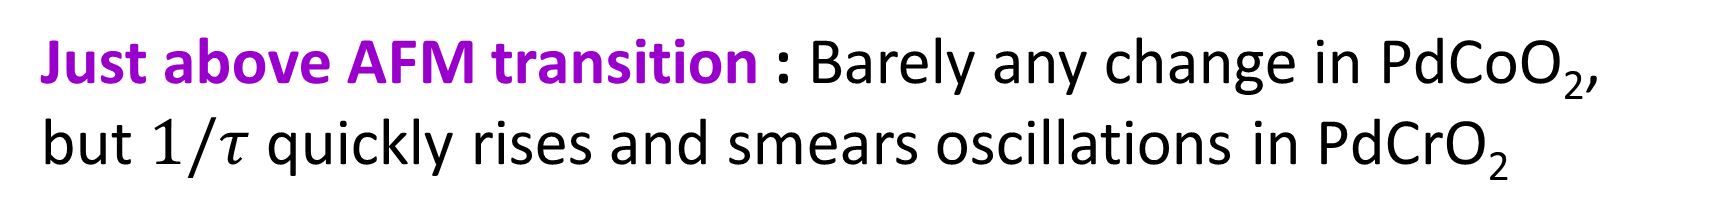 Just above AFM transition : Barely any change in PdCoO₂,
but 1/τ quickly rises and smears oscillations in PdCrO₂